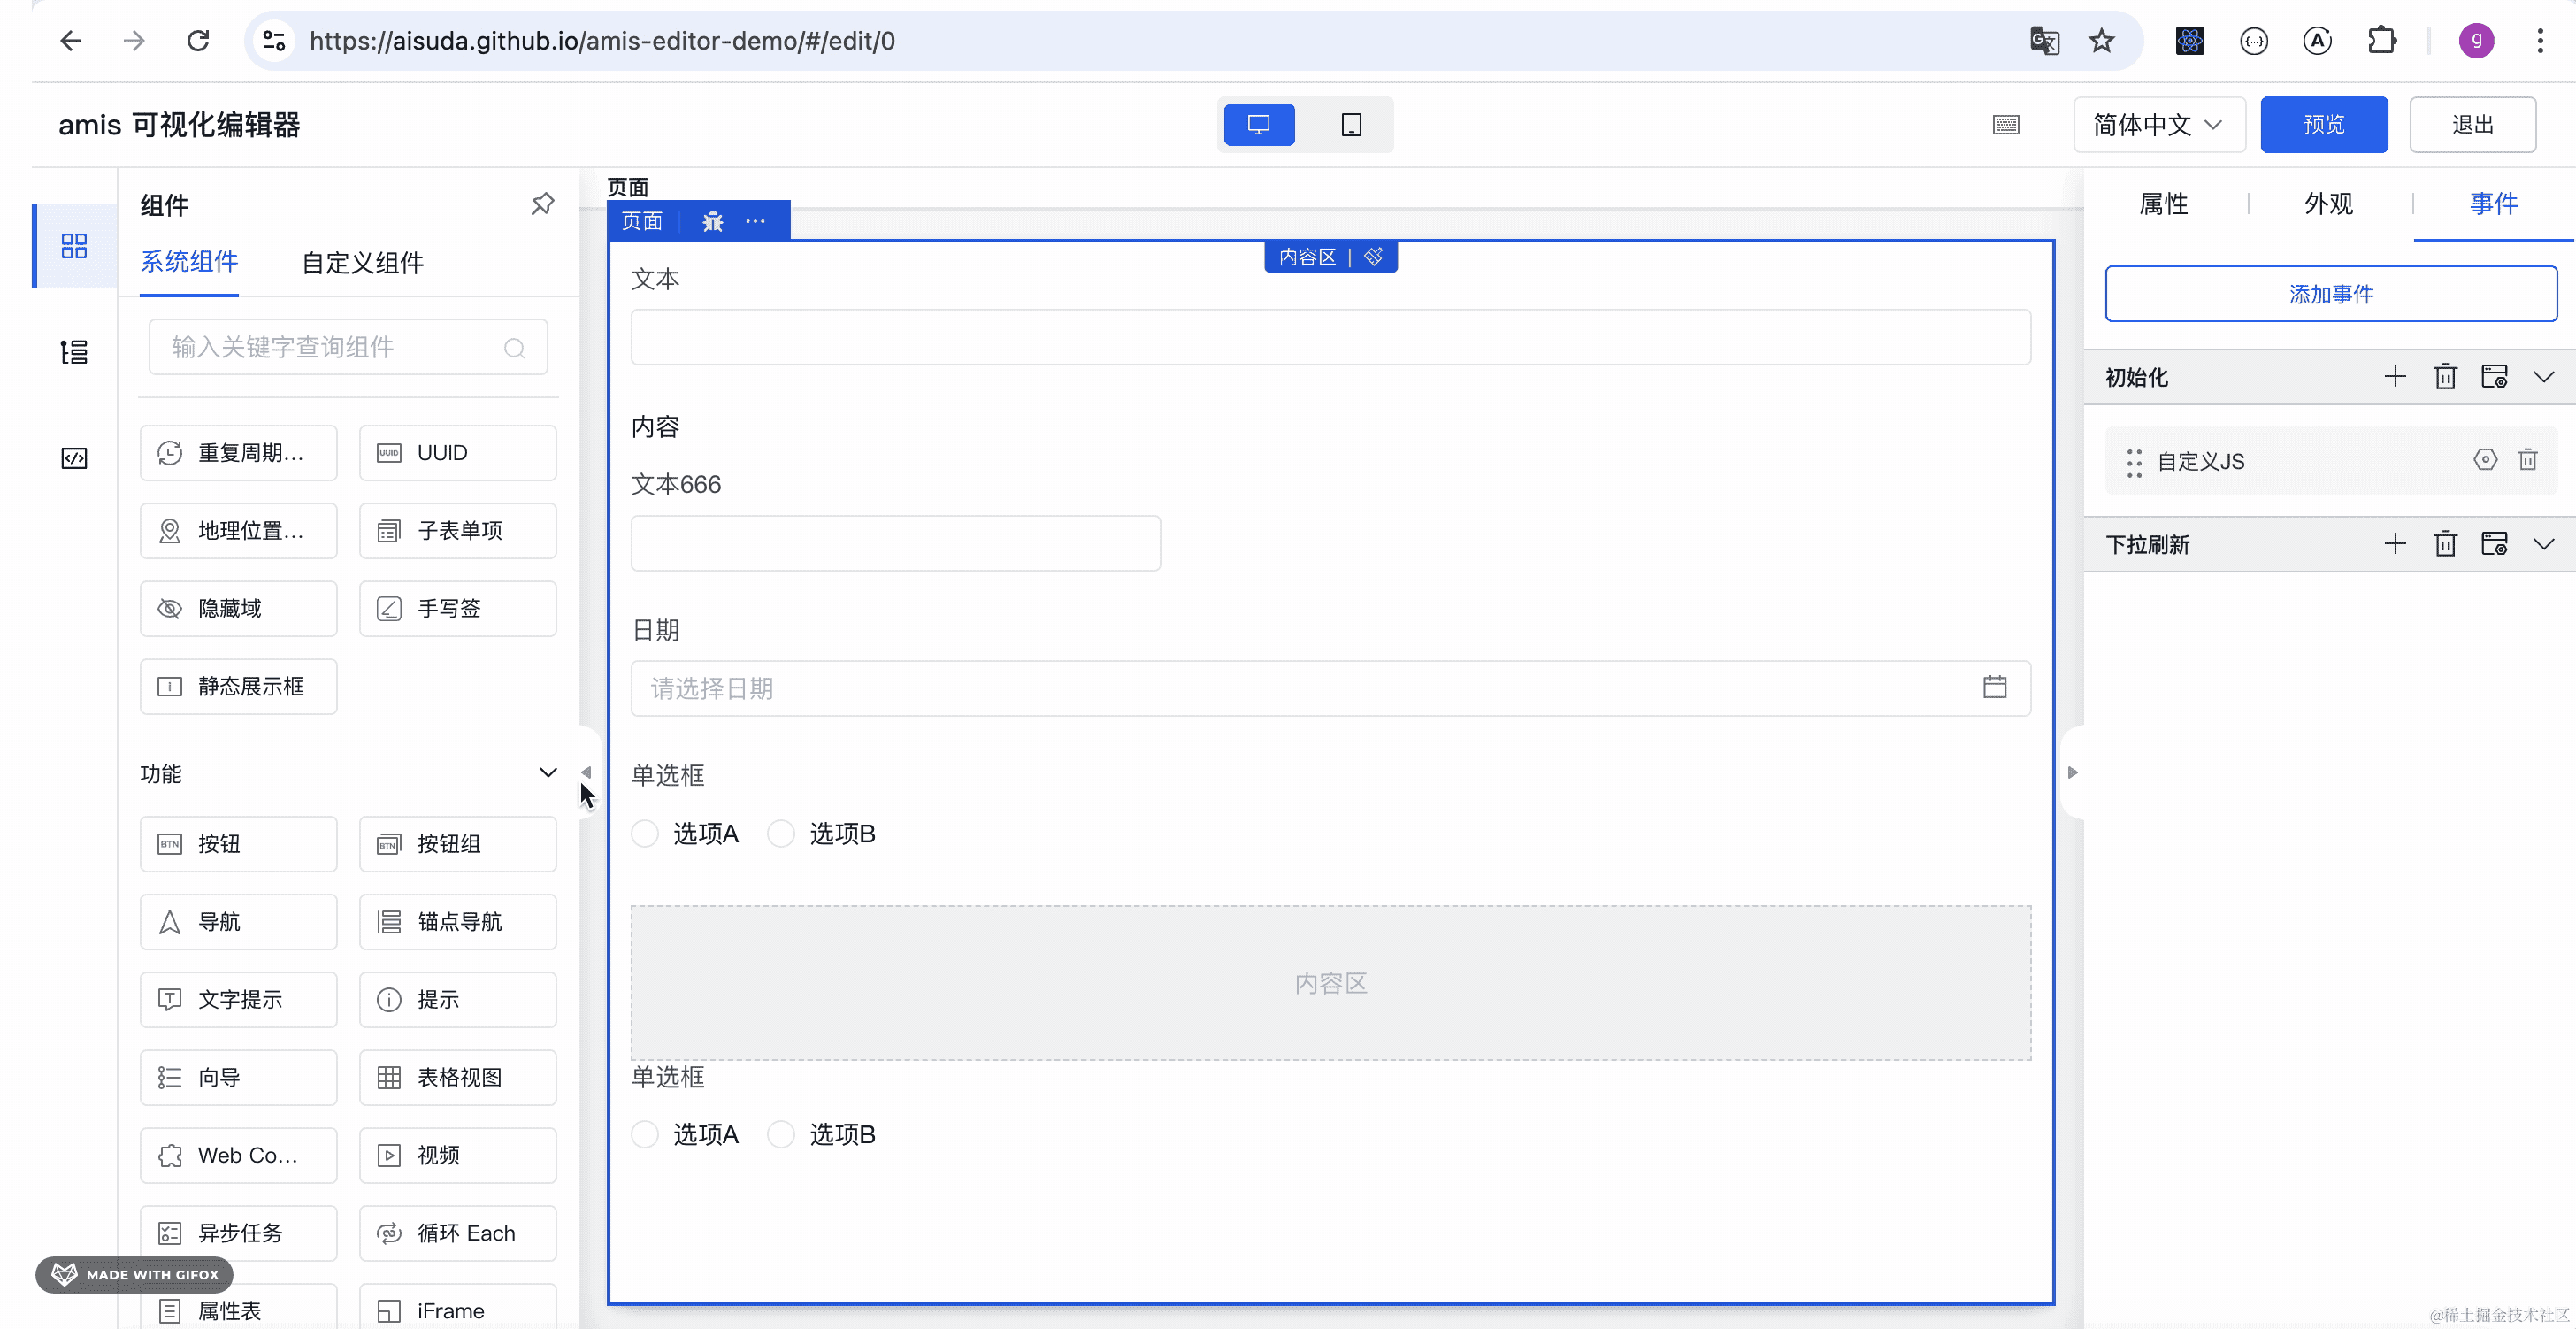 https://aisuda.github.io/amis-editor-demo/#/edit/0
g
amis 可视化编辑器
简体中文
预览
退出
组件
系统组件
自定义组件
输入关键字查询组件
重复周期...
UUID
UUID
地理位置...
子表单项
隐藏域
手写签
静态展示框
功能
BTN
按钮
BTN
按钮组
导航
锚点导航
文字提示
提示
向导
表格视图
Web Co...
视频
异步任务
循环 Each
MADE WITH GIFOX
属性表
iFrame
页面
页面
内容区
文本
内容
文本666
日期
请选择日期
单选框
选项A
选项B
内容区
单选框
选项A
选项B
属性
外观
事件
添加事件
初始化
自定义JS
下拉刷新
@稀土掘金技术社区